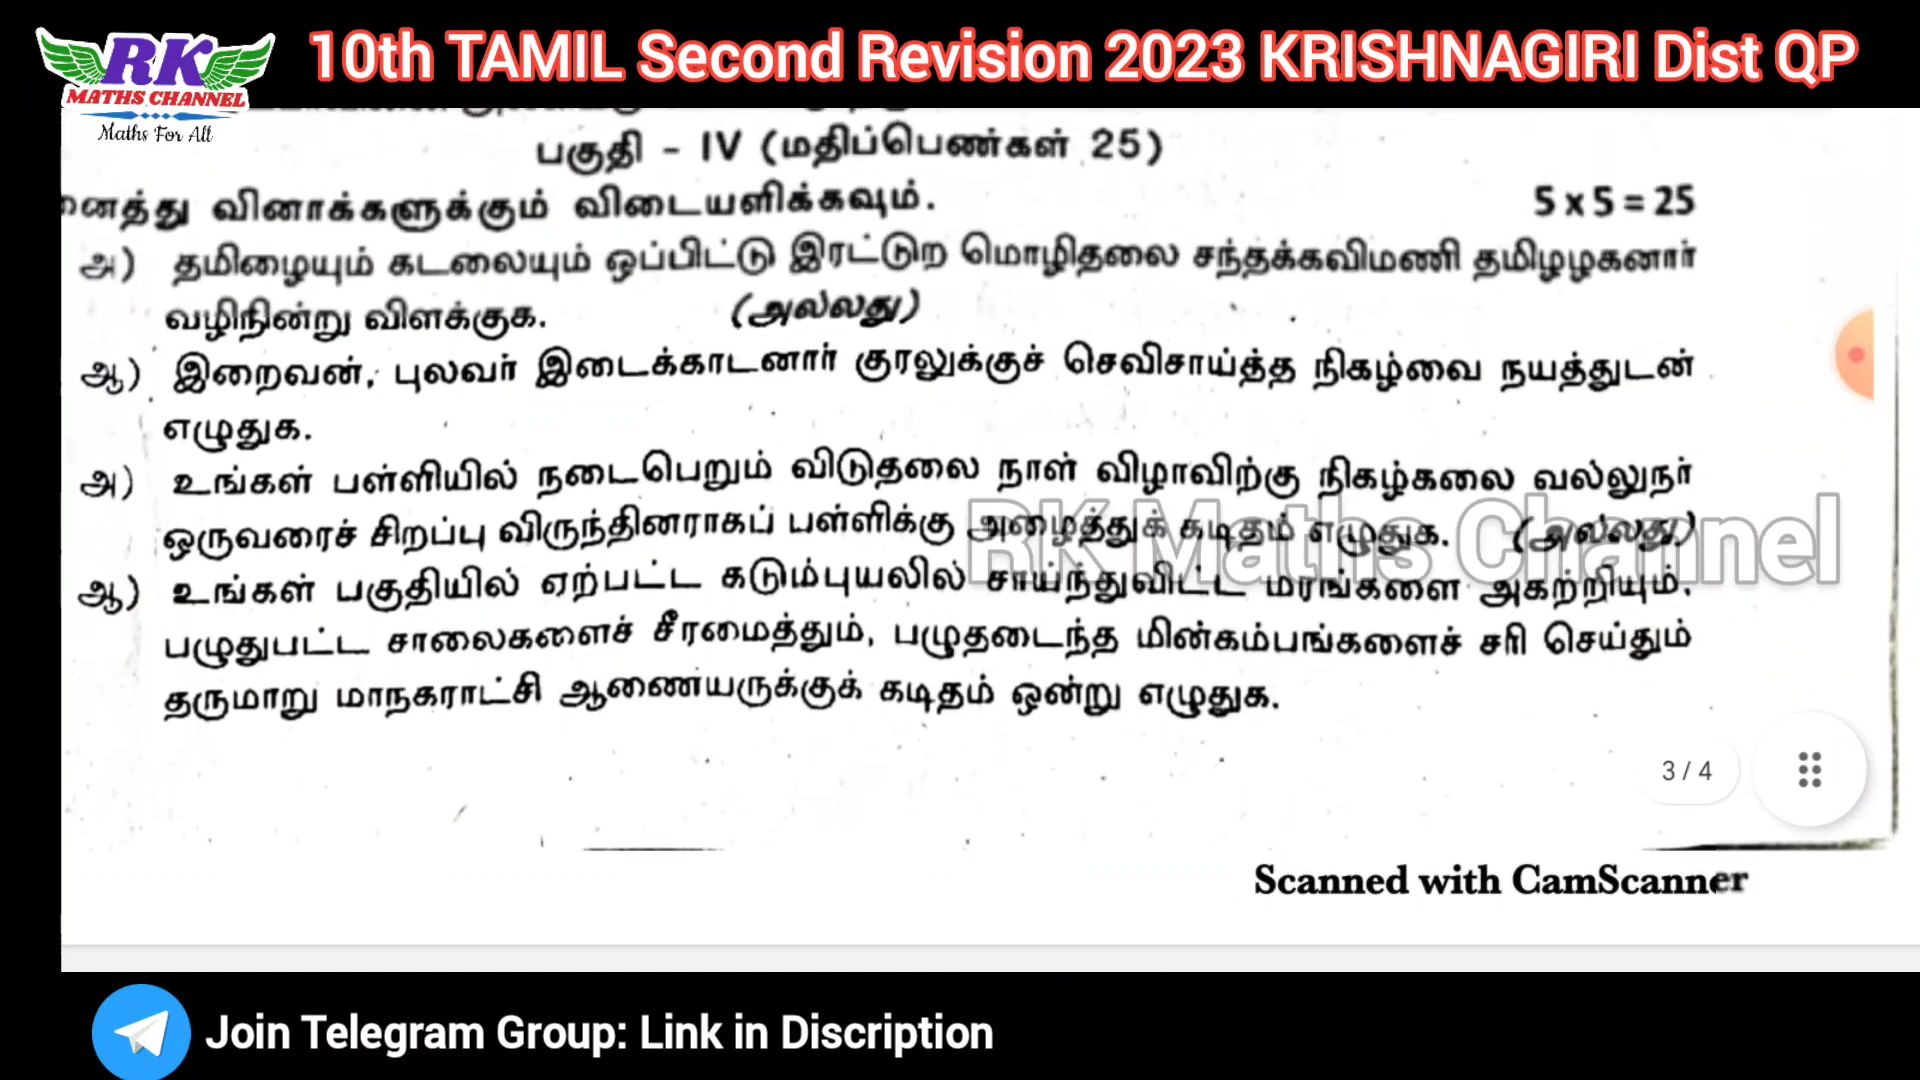 RK
MATHS CHANNEL
Maths For All
10th TAMIL Second Revision 2023 KRISHNAGIRI Dist QP
பகுதி - IV (மதிப்பெண்கள் 25)
வினாக்களுக்கும் விடையளிக்கவும். 5 x 5 = 25
அ) தமிழையும் கடலையும் ஒப்பிட்டு இரட்டுற மொழிதலை சந்தக்கவிமணி தமிழழகனார்
வழிநின்று விளக்குக. (அல்லது)
ஆ) இறைவன், புலவர் இடைக்காடனார் குரலுக்குச் செவிசாய்த்த நிகழ்வை நயத்துடன்
எழுதுக.
அ) உங்கள் பள்ளியில் நடைபெறும் விடுதலை நாள் விழாவிற்கு நிகழ்கலை வல்லுநர்
ஒருவரைச் சிறப்பு விருந்தினராகப் பள்ளிக்கு அழைத்துக் கடிதம் எழுதுக. (அல்லது)
RK Maths Channel
ஆ) உங்கள் பகுதியில் ஏற்பட்ட கடும்புயலில் சாய்ந்துவிட்ட மரங்களை அகற்றியும்,
பழுதுபட்ட சாலைகளைச் சீரமைத்தும், பழுதடைந்த மின்கம்பங்களைச் சரி செய்தும்
தருமாறு மாநகராட்சி ஆணையருக்குக் கடிதம் ஒன்று எழுதுக.
3 / 4
Scanned with CamScanner
Join Telegram Group: Link in Discription